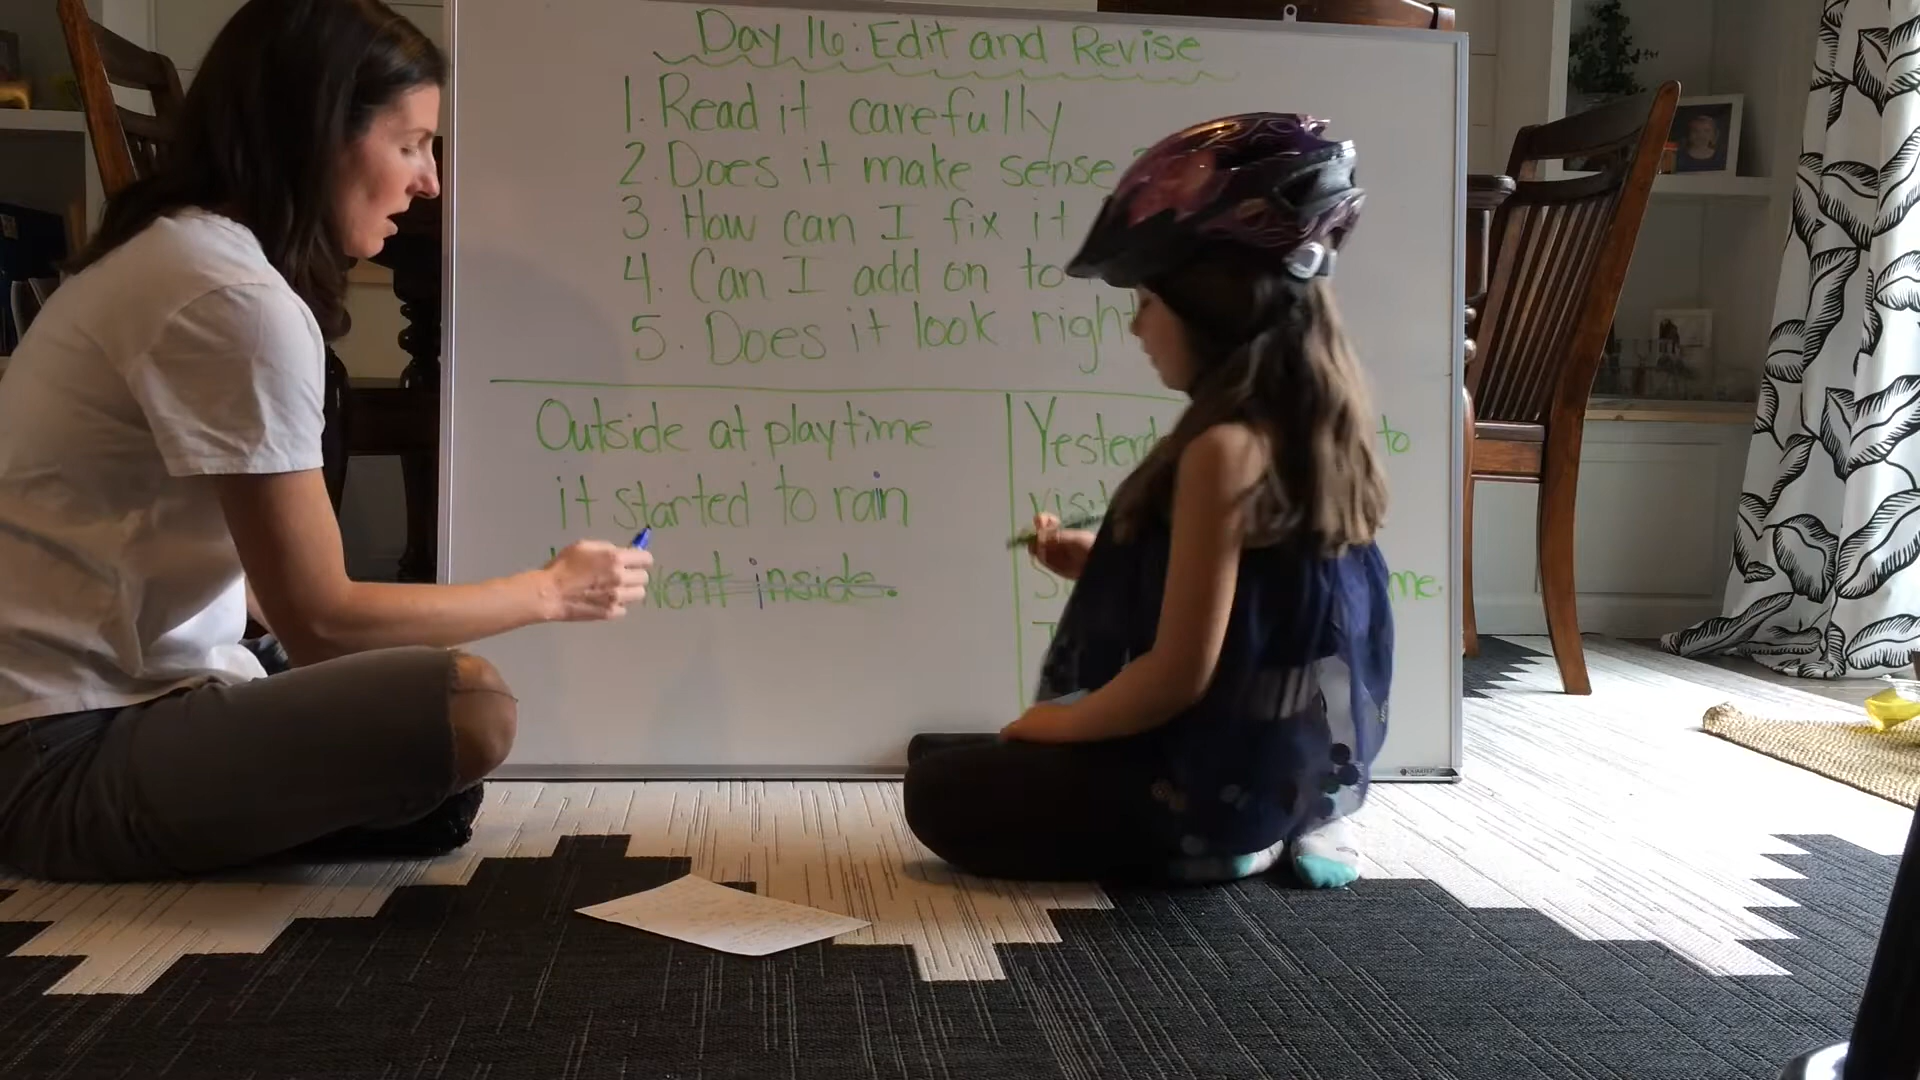 Day 16: Edit and Revise
1. Read it carefully
2. Does it make sense ?
3. How can I fix it
4. Can I add on to
5. Does it look right
Outside at playtime
it started to rain
went inside.
to
me.